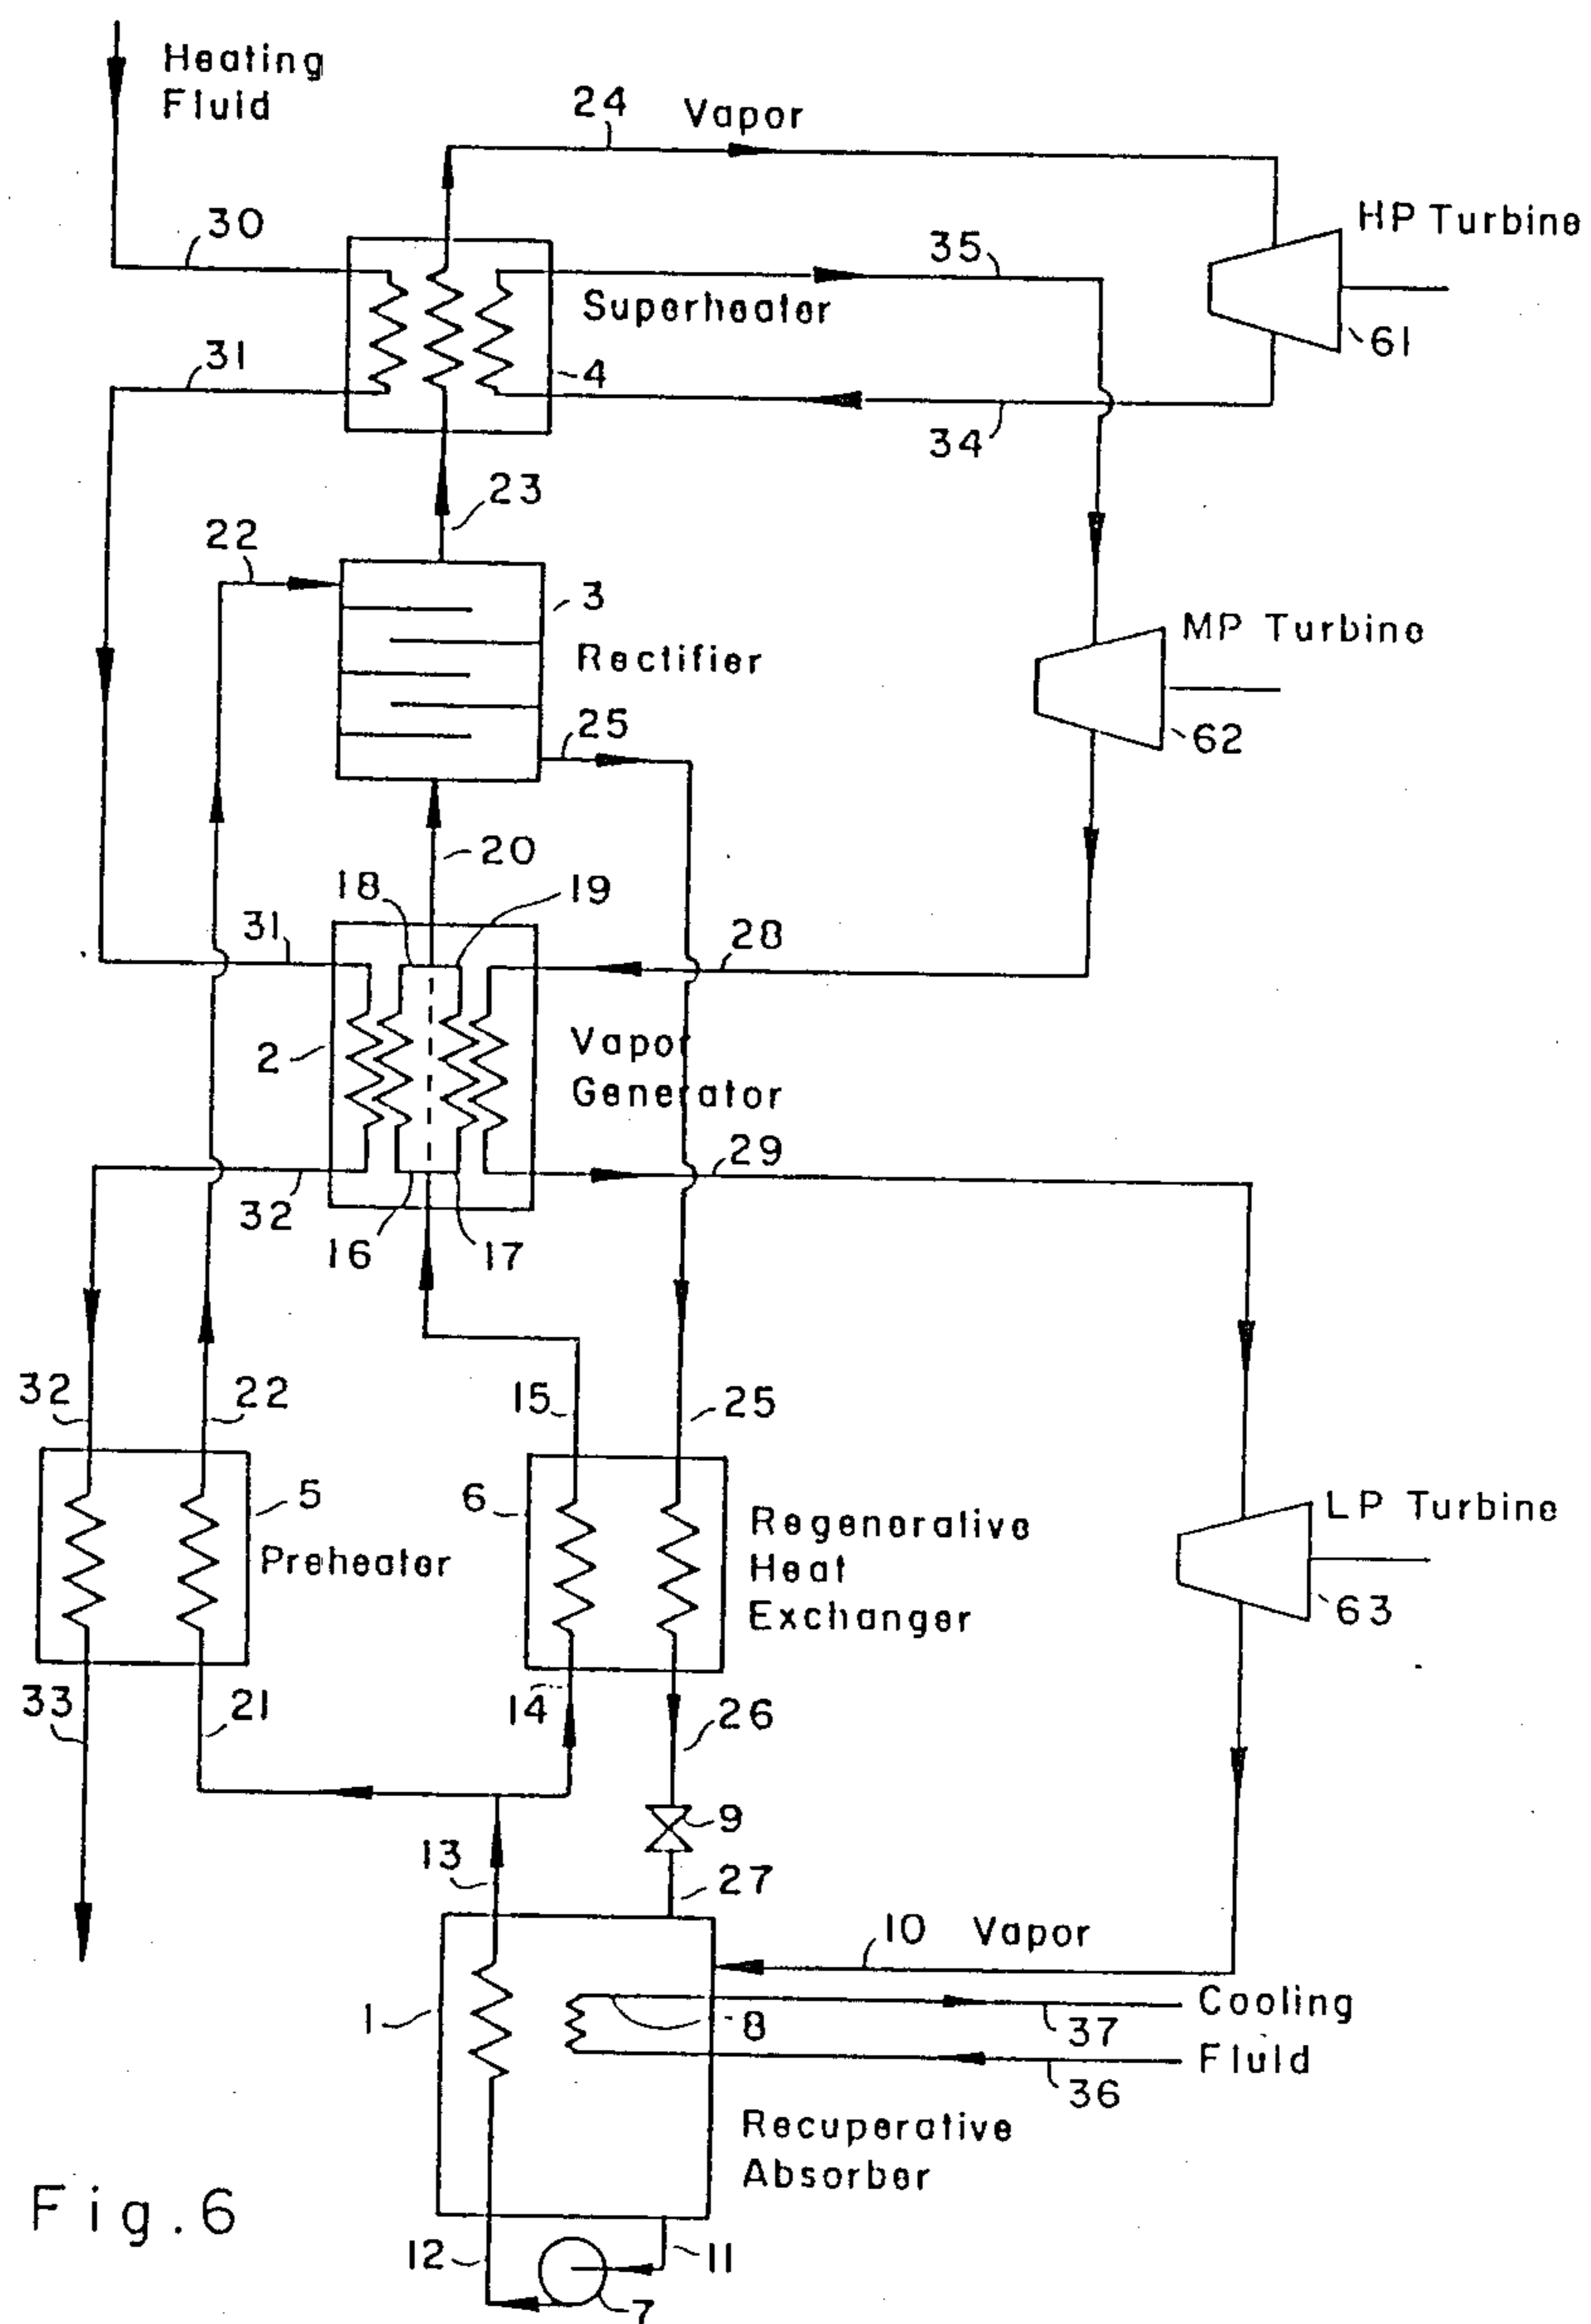 Heating
Fluid
24
Vapor
30
HP Turbine
35
Superheater
61
31
4
34
23
22
3
MP Turbine
Rectifier
25
62
20
18
19
31
28
2
Vapor
Generator
29
32
16
17
32
22
15
25
5
6
LP Turbine
Regenerative
Heat
Exchanger
Preheater
63
33
21
14
26
9
13
27
10
Vapor
1
8
Cooling
37
Fluid
36
Recuperative
Absorber
Fig.6
12
11
7